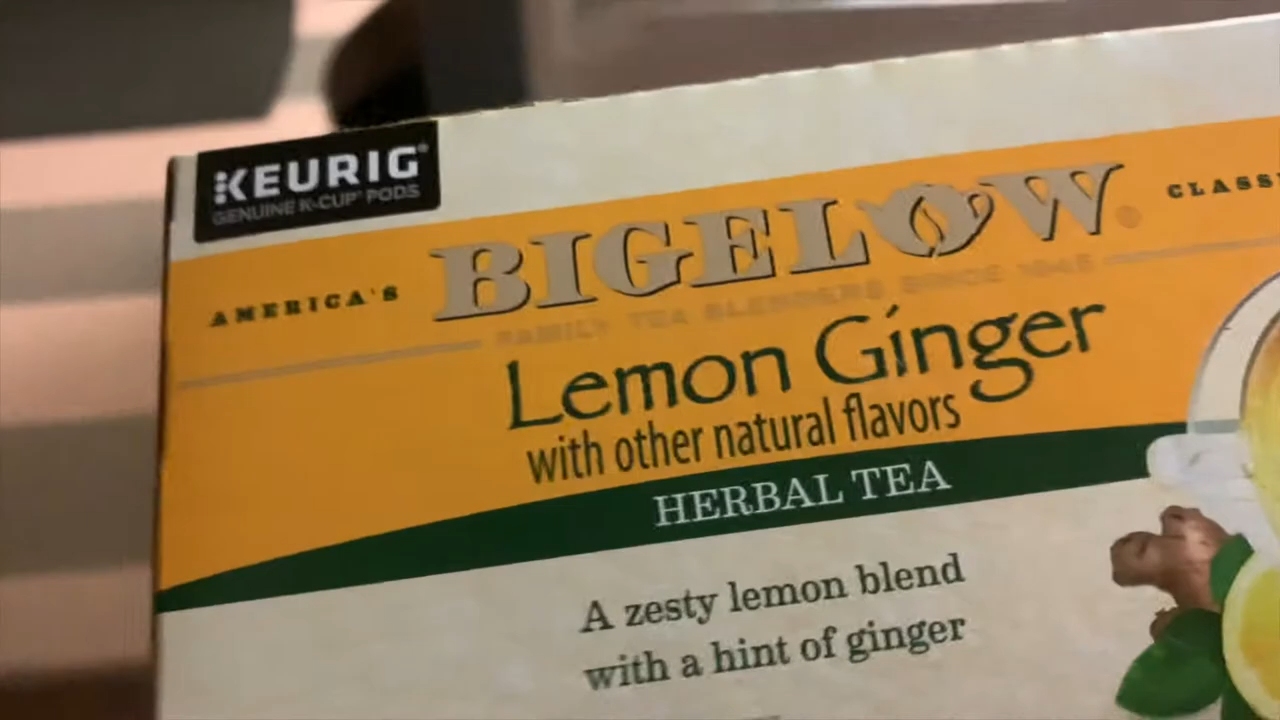 KEURIG®
GENUINE K-CUP® PODS
AMERICA'S BIGELOW® CLASS
FAMILY TEA BLENDERS SINCE 1945
Lemon Ginger
with other natural flavors
HERBAL TEA
A zesty lemon blend
with a hint of ginger